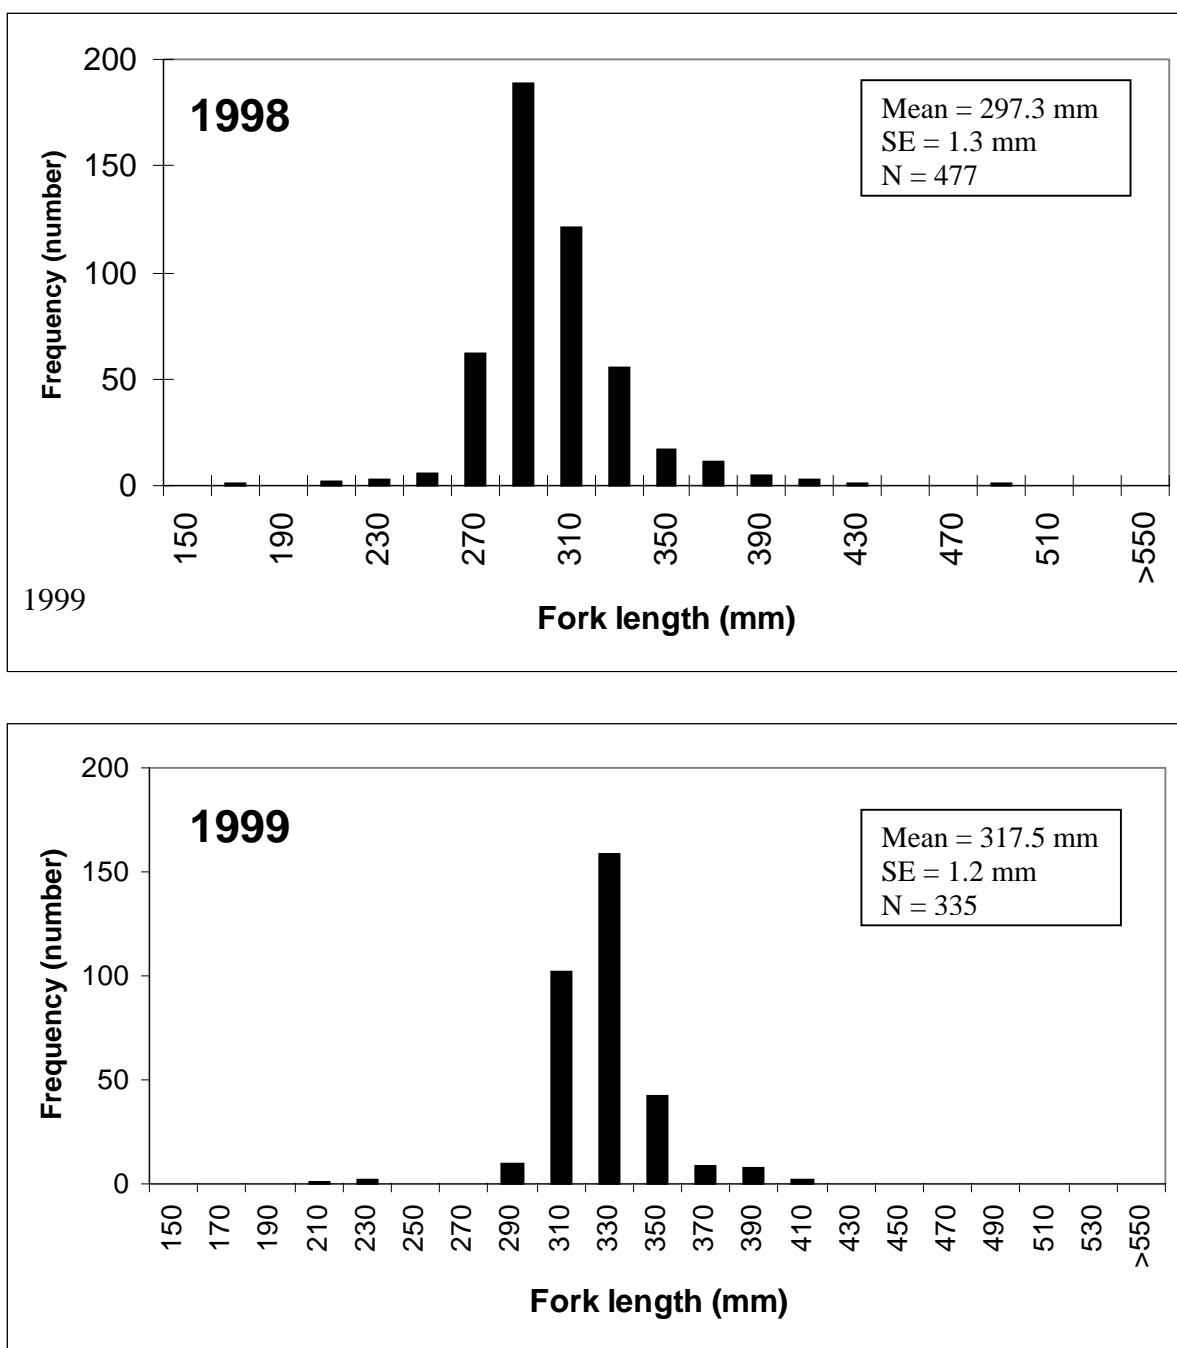 200
1998
Mean = 297.3 mm
SE = 1.3 mm
N = 477
150
100
50
0
Frequency (number)
150 190 230 270 310 350 390 430 470 510 >550
1999
Fork length (mm)
200
1999
Mean = 317.5 mm
SE = 1.2 mm
N = 335
150
100
50
0
Frequency (number)
150 170 190 210 230 250 270 290 310 330 350 370 390 410 430 450 470 490 510 530 >550
Fork length (mm)